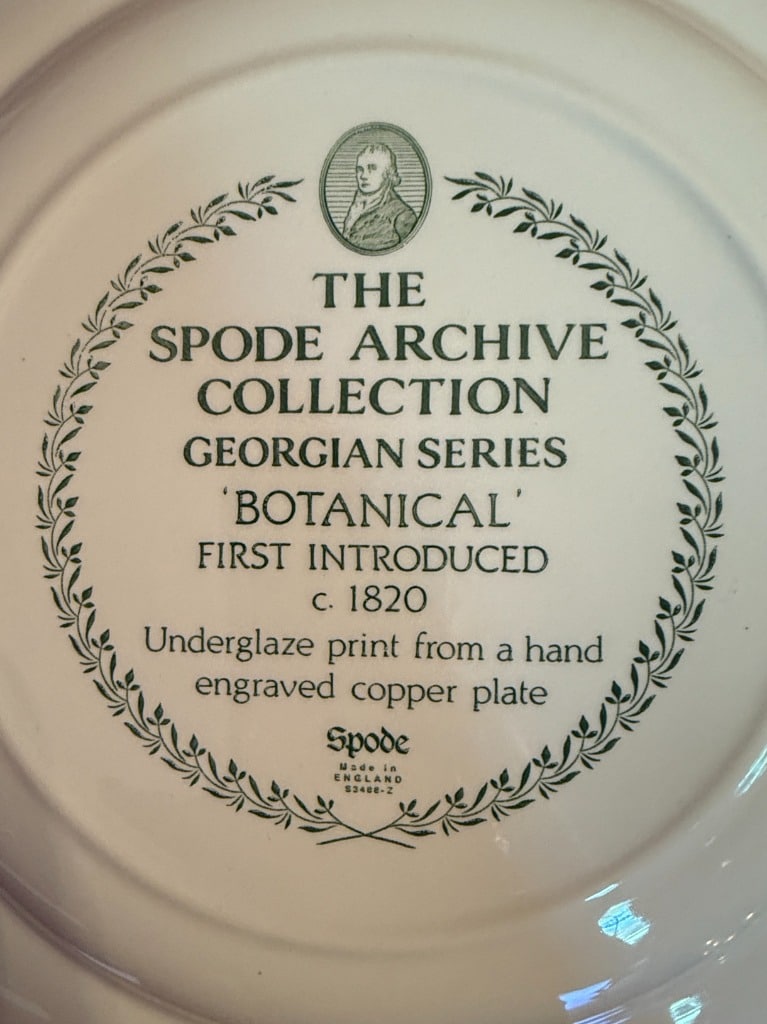 THE
SPODE ARCHIVE
COLLECTION
GEORGIAN SERIES
'BOTANICAL'
FIRST INTRODUCED
c. 1820
Underglaze print from a hand
engraved copper plate
Spode
Made in
ENGLAND
S3488-Z